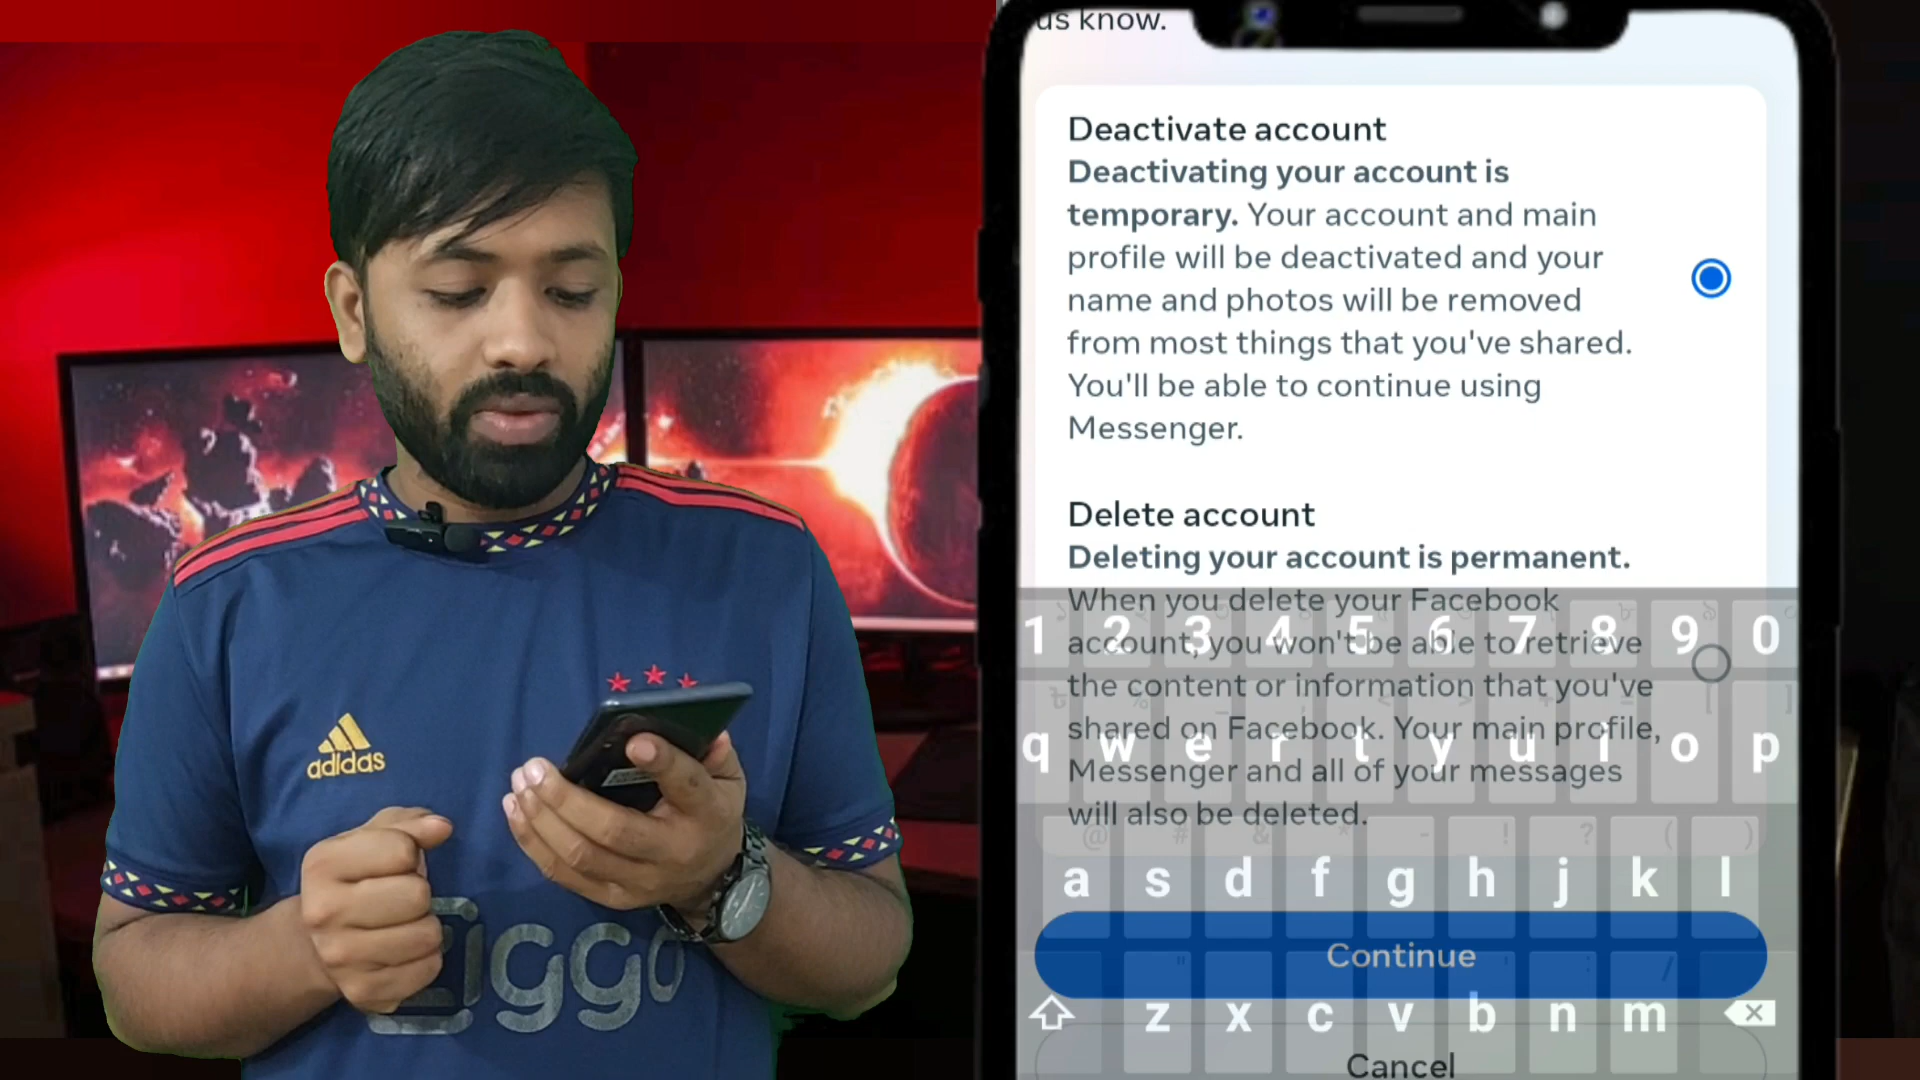 us know.
Deactivate account
Deactivating your account is
temporary. Your account and main
profile will be deactivated and your
name and photos will be removed
from most things that you've shared.
You'll be able to continue using
Messenger.
Delete account
Deleting your account is permanent.
When you delete your Facebook
account, you won't be able to retrieve
the content or information that you've
shared on Facebook. Your main profile,
Messenger and all of your messages
will also be deleted.
1 2 3 4 5 6 7 8 9 0
q w e r t y u i o p
@ # & * - ! ? ( )
a s d f g h j k l
Continue
z x c v b n m
Cancel
adidas
Ziggo